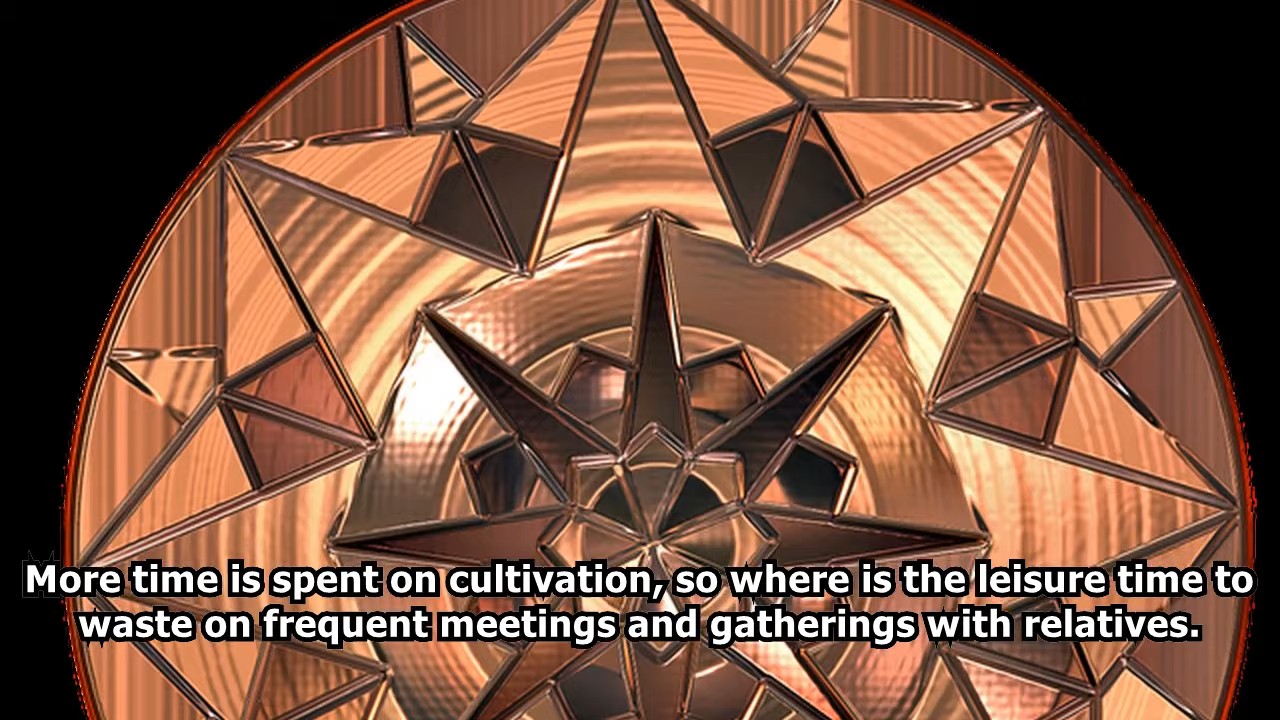 More time is spent on cultivation, so where is the leisure time to
waste on frequent meetings and gatherings with relatives.